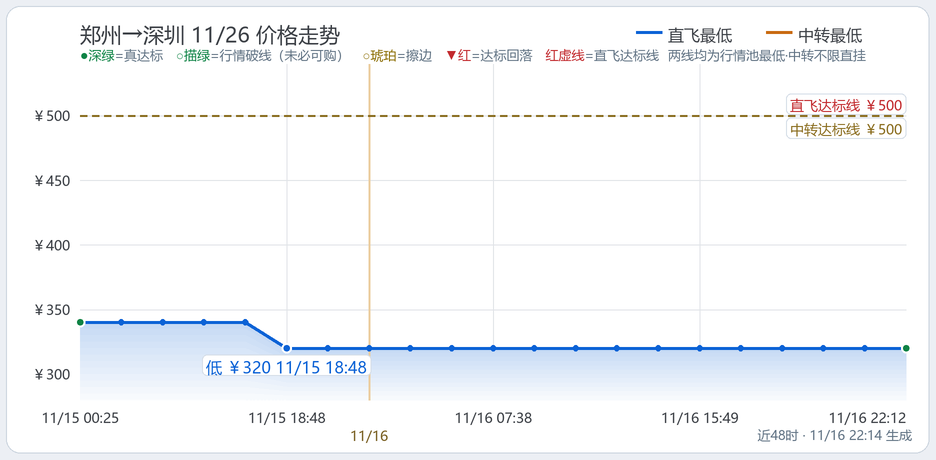 郑州→深圳 11/26 价格走势
直飞最低 中转最低
●深绿=真达标 ○描绿=行情破线（未必可购） ○琥珀=擦边 ▼红=达标回落 红虚线=直飞达标线 两线均为行情池最低·中转不限直挂
直飞达标线 ￥500
￥500
中转达标线 ￥500
￥450
￥400
￥350
低 ￥320 11/15 18:48
￥300
11/15 00:25 11/15 18:48 11/16 07:38 11/16 15:49 11/16 22:12
11/16
近48时 · 11/16 22:14 生成